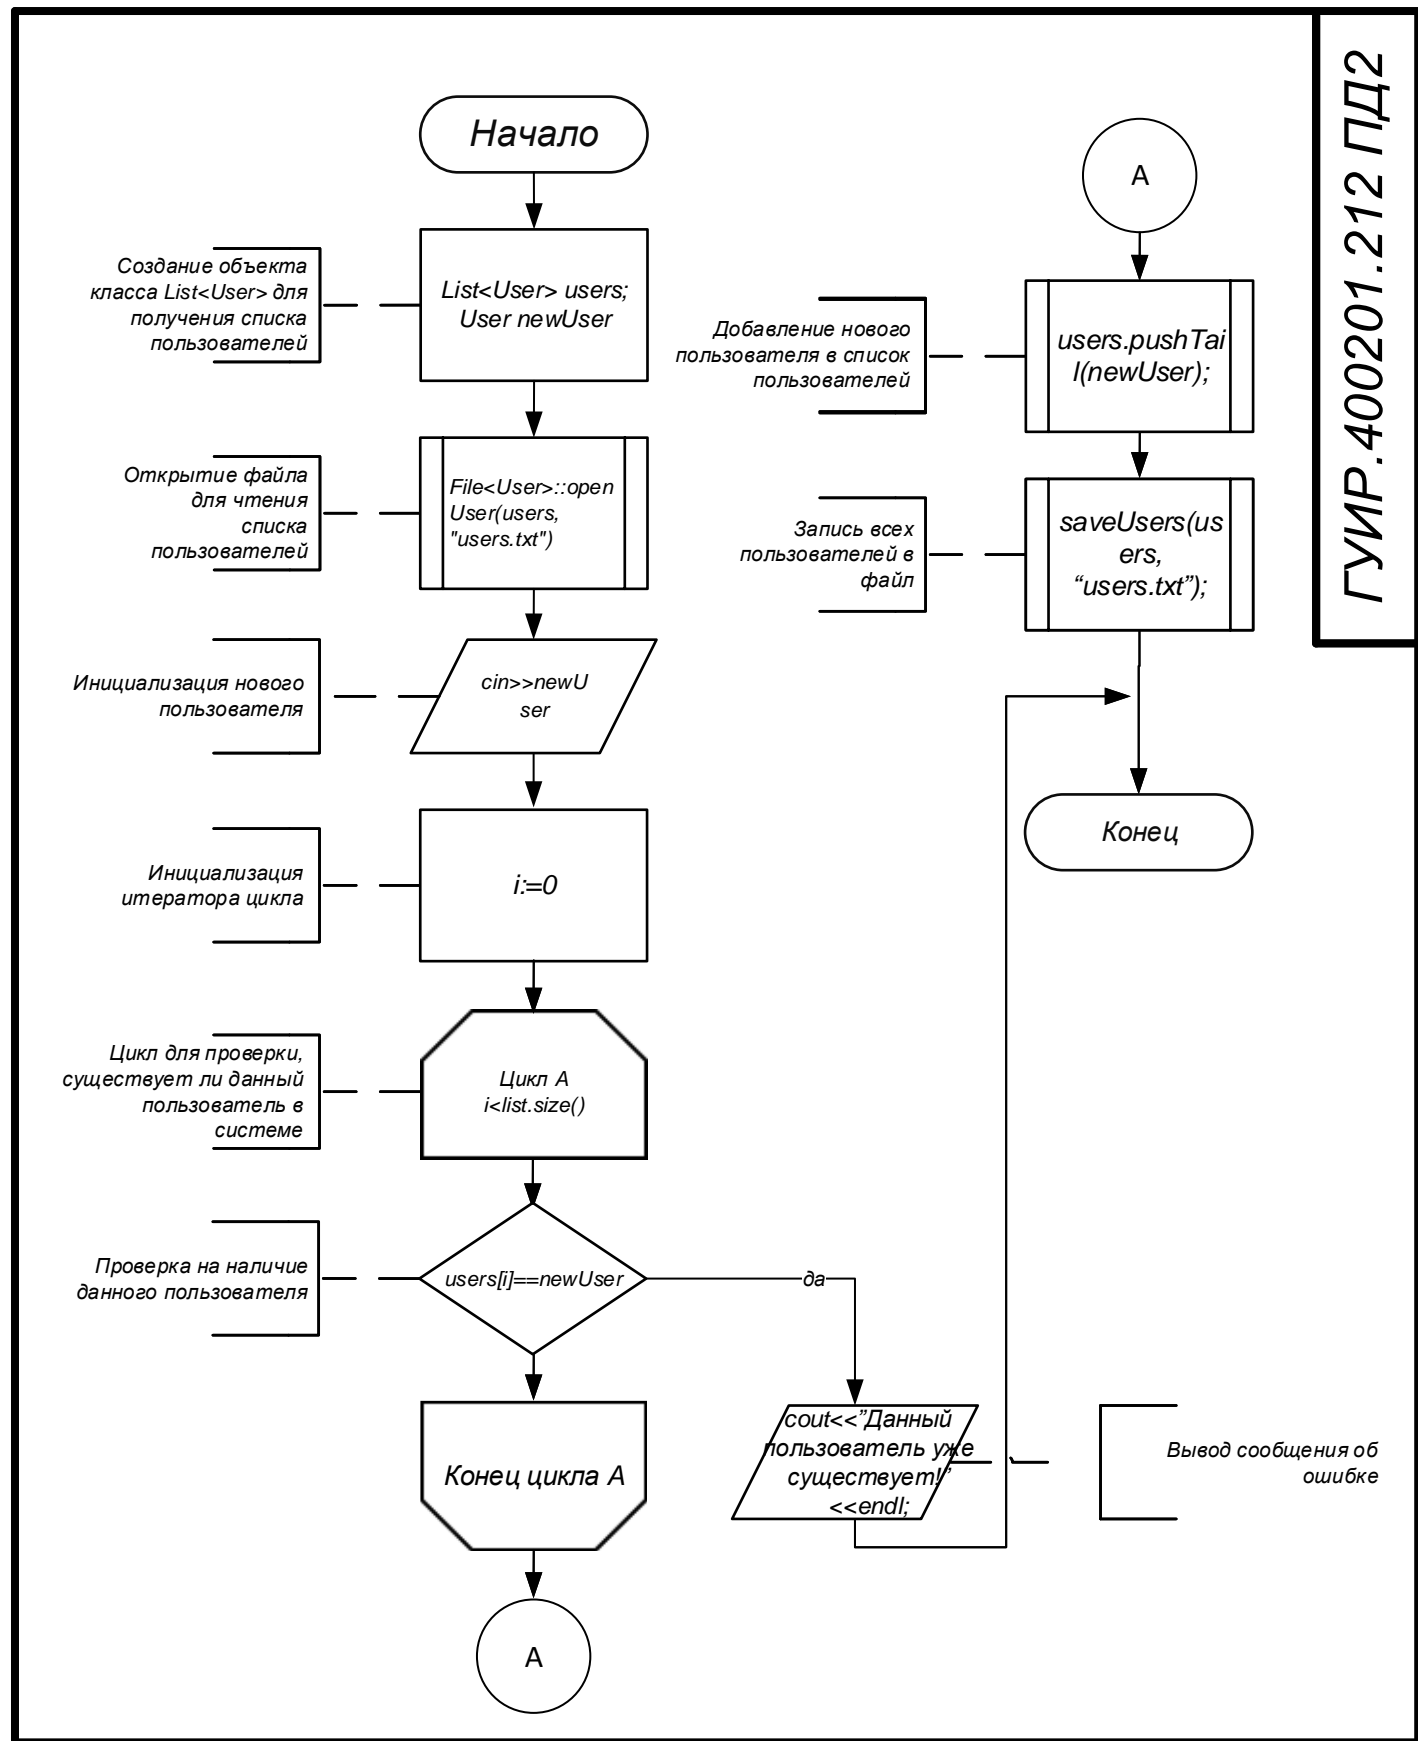 Начало
Создание объекта
класса List<User> для
получения списка
пользователей
List<User> users;
User newUser
Открытие файла
для чтения
списка
пользователей
File<User>::open
User(users,
"users.txt")
Инициализация нового
пользователя
cin>>newU
ser
Инициализация
итератора цикла
i:=0
Цикл для проверки,
существует ли данный
пользователь в
системе
Цикл А
i<list.size()
Проверка на наличие
данного пользователя
users[i]==newUser
да
Конец цикла А
А
cout<<”Данный
пользователь уже
существует!”
<<endl;
Вывод сообщения об
ошибке
А
Добавление нового
пользователя в список
пользователей
users.pushTai
l(newUser);
Запись всех
пользователей в
файл
saveUsers(us
ers,
“users.txt”);
Конец
ГУИР.400201.212 ПД2